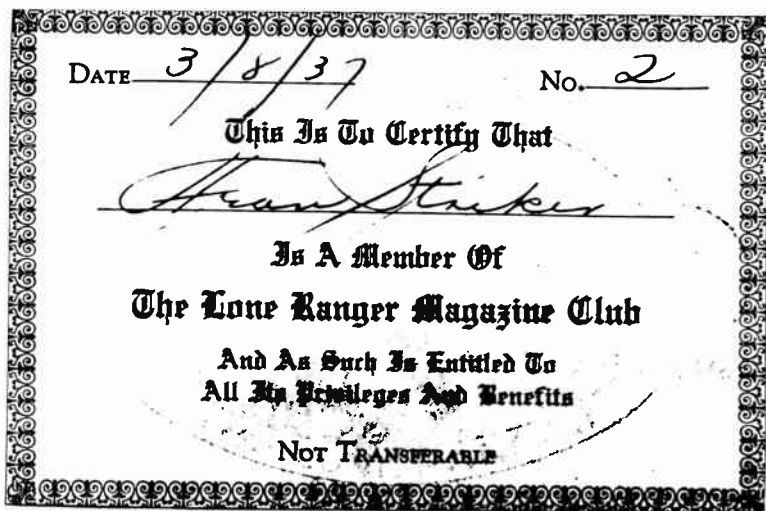 DATE 3/8/37 No. 2
This Is To Certify That
Fran Striker
Is A Member Of
The Lone Ranger Magazine Club
And As Such Is Entitled To
All Its Privileges And Benefits
NOT TRANSFERABLE